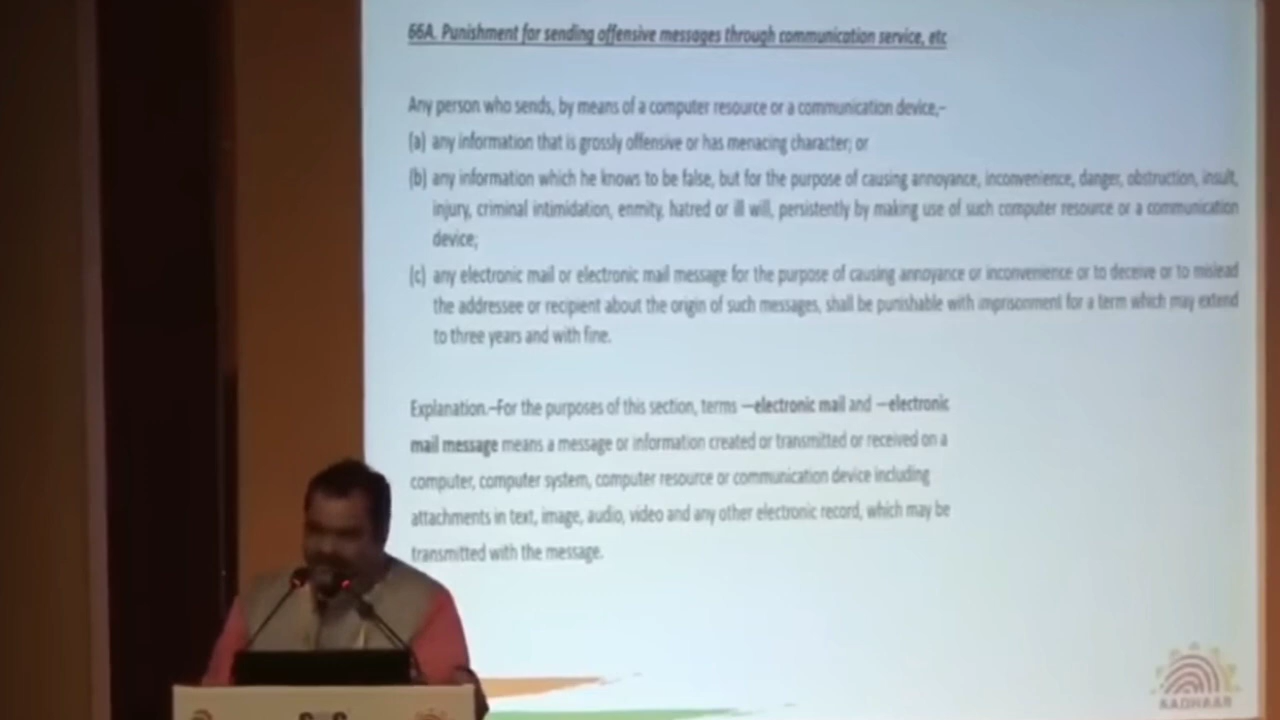 66A. Punishment for sending offensive messages through communication service, etc
Any person who sends, by means of a computer resource or a communication device,–
(a) any information that is grossly offensive or has menacing character; or
(b) any information which he knows to be false, but for the purpose of causing annoyance, inconvenience, danger, obstruction, insult,
injury, criminal intimidation, enmity, hatred or ill will, persistently by making use of such computer resource or a communication
device;
(c) any electronic mail or electronic mail message for the purpose of causing annoyance or inconvenience or to deceive or to mislead
the addressee or recipient about the origin of such messages, shall be punishable with imprisonment for a term which may extend
to three years and with fine.
Explanation.–For the purposes of this section, terms —electronic mail and —electronic
mail message means a message or information created or transmitted or received on a
computer, computer system, computer resource or communication device including
attachments in text, image, audio, video and any other electronic record, which may be
transmitted with the message.
AADHAAR